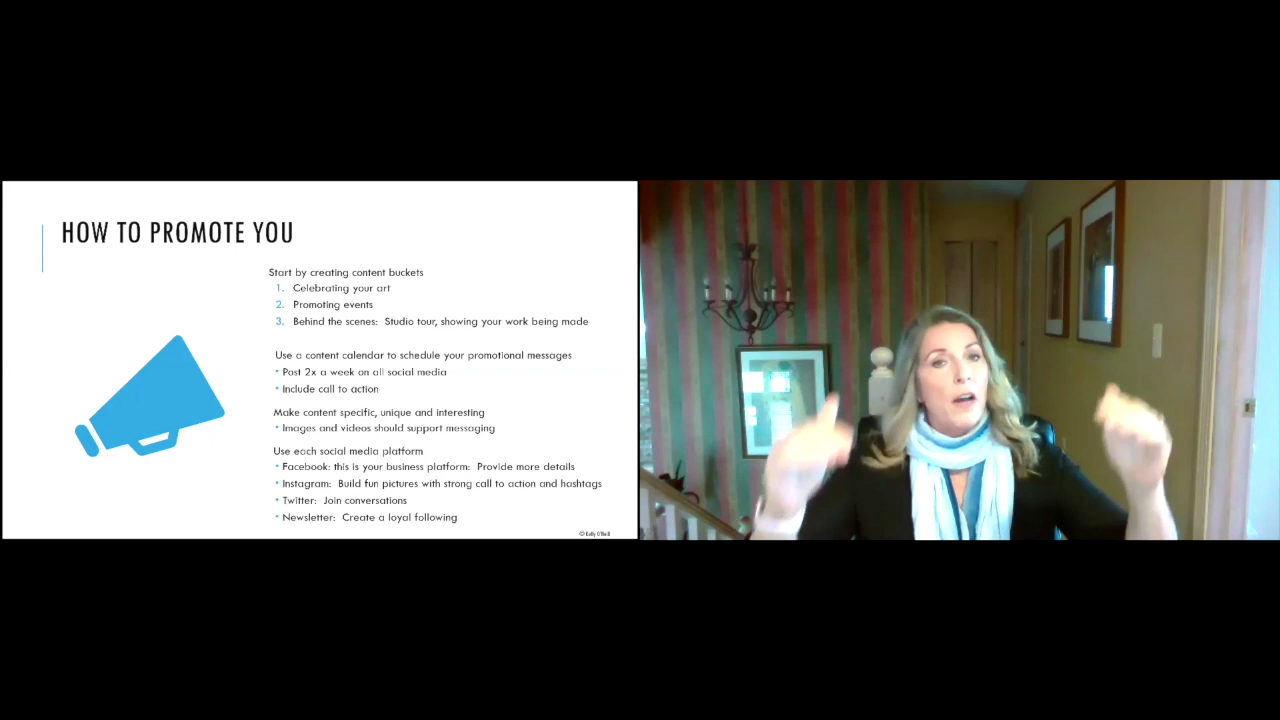 HOW TO PROMOTE YOU
Start by creating content buckets
1. Celebrating your art
2. Promoting events
3. Behind the scenes: Studio tour, showing your work being made
Use a content calendar to schedule your promotional messages
• Post 2x a week on all social media
• Include call to action
Make content specific, unique and interesting
• Images and videos should support messaging
Use each social media platform
• Facebook: this is your business platform: Provide more details
• Instagram: Build fun pictures with strong call to action and hashtags
• Twitter: Join conversations
• Newsletter: Create a loyal following
© Kelly O'Neill